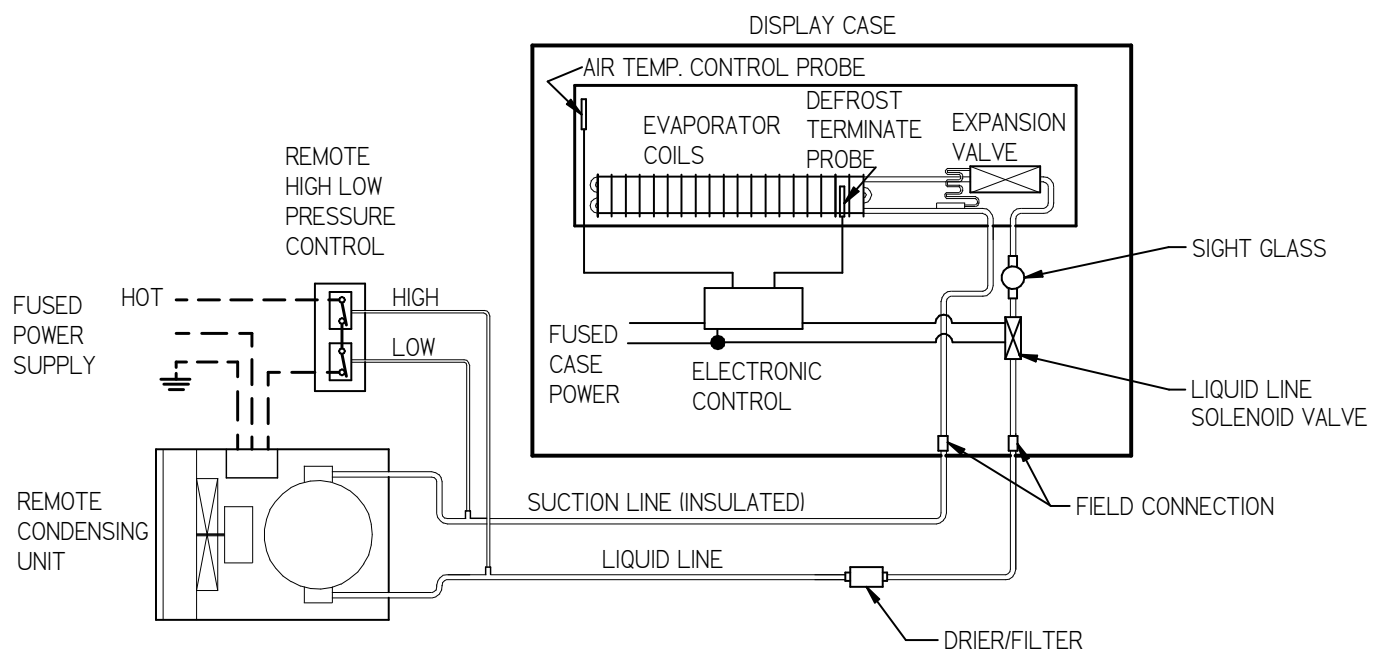 DISPLAY CASE
AIR TEMP. CONTROL PROBE
DEFROST
TERMINATE
PROBE
EVAPORATOR
COILS
EXPANSION
VALVE
REMOTE
HIGH LOW
PRESSURE
CONTROL
SIGHT GLASS
FUSED
POWER
SUPPLY
HOT
HIGH
LOW
FUSED
CASE
POWER
ELECTRONIC
CONTROL
LIQUID LINE
SOLENOID VALVE
REMOTE
CONDENSING
UNIT
SUCTION LINE (INSULATED)
FIELD CONNECTION
LIQUID LINE
DRIER/FILTER